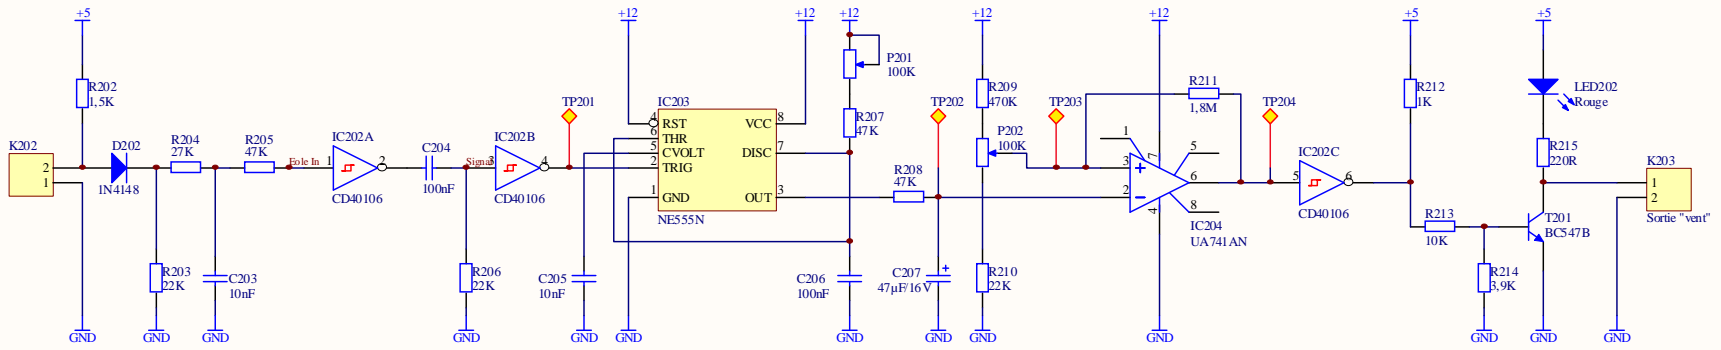 +5
+12
+12
+12
+12
+12
+5
+5
K202
2
1
R202
1,5K
D202
1N4148
R204
27K
R205
47K
Eole In
R203
22K
C203
10nF
IC202A
1
2
CD40106
C204
100nF
Signal
R206
22K
IC202B
3
4
CD40106
TP201
C205
10nF
IC203
4
RST
6
THR
5
CVOLT
2
TRIG
1
GND
VCC
8
DISC
7
OUT
3
NE555N
P201
100K
R207
47K
C206
100nF
R208
47K
TP202
C207
+
47µF/16V
R209
470K
P202
100K
R210
22K
TP203
1
3
+
2
-
7
4
5
6
8
IC204
UA741AN
R211
1,8M
TP204
IC202C
5
6
CD40106
R212
1K
R213
10K
R214
3,9K
LED202
Rouge
R215
220R
T201
BC547B
K203
1
2
Sortie "vent"
GND
GND
GND
GND
GND
GND
GND
GND
GND
GND
GND
GND
GND